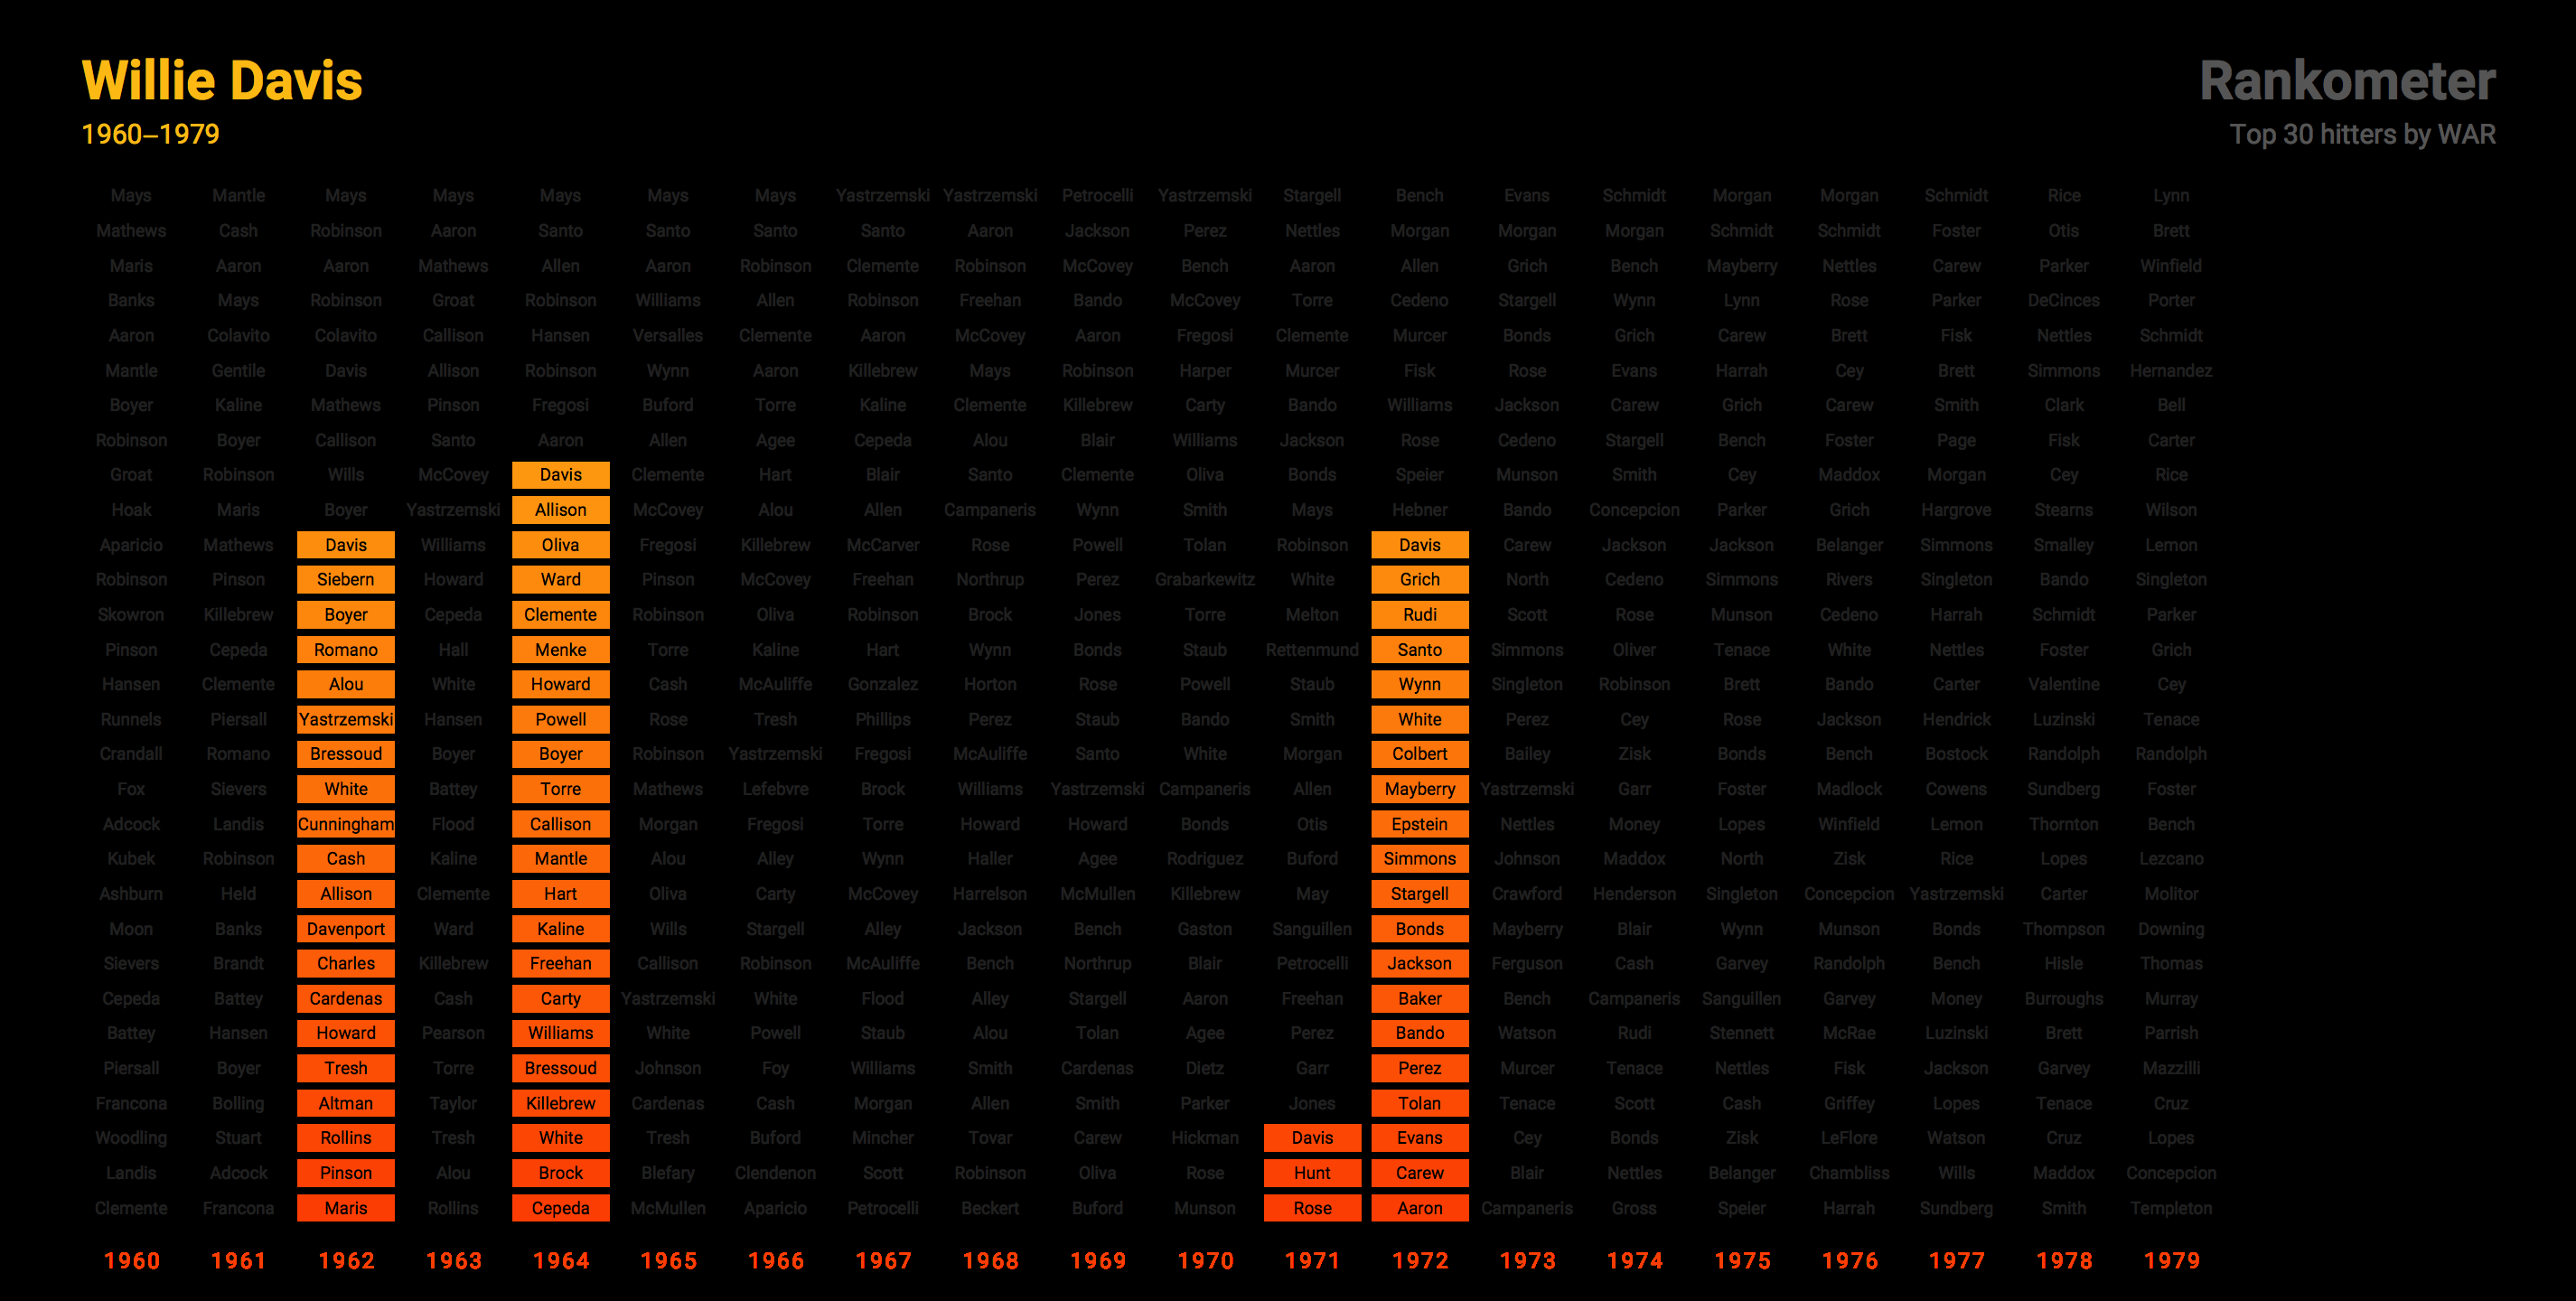 Willie Davis
1960–1979
Rankometer
Top 30 hitters by WAR
Mays Mantle Mays Mays Mays Mays Mays Yastrzemski Yastrzemski Petrocelli Yastrzemski Stargell Bench Evans Schmidt Morgan Morgan Schmidt Rice Lynn
Mathews Cash Robinson Aaron Santo Santo Santo Santo Aaron Jackson Perez Nettles Morgan Morgan Morgan Schmidt Schmidt Foster Otis Brett
Maris Aaron Aaron Mathews Allen Aaron Robinson Clemente Robinson McCovey Bench Aaron Allen Grich Bench Mayberry Nettles Carew Parker Winfield
Banks Mays Robinson Groat Robinson Williams Allen Robinson Freehan Bando McCovey Torre Cedeno Stargell Wynn Lynn Rose Parker DeCinces Porter
Aaron Colavito Colavito Callison Hansen Versalles Clemente Aaron McCovey Aaron Fregosi Clemente Murcer Bonds Grich Carew Brett Fisk Nettles Schmidt
Mantle Gentile Davis Allison Robinson Wynn Aaron Killebrew Mays Robinson Harper Murcer Fisk Rose Evans Harrah Cey Brett Simmons Hernandez
Boyer Kaline Mathews Pinson Fregosi Buford Torre Kaline Clemente Killebrew Carty Bando Williams Jackson Carew Grich Carew Smith Clark Bell
Robinson Boyer Callison Santo Aaron Allen Agee Cepeda Alou Blair Williams Jackson Rose Cedeno Stargell Bench Foster Page Fisk Carter
Groat Robinson Wills McCovey Davis Clemente Hart Blair Santo Clemente Oliva Bonds Speier Munson Smith Cey Maddox Morgan Cey Rice
Hoak Maris Boyer Yastrzemski Allison McCovey Alou Allen Campaneris Wynn Smith Mays Hebner Bando Concepcion Parker Grich Hargrove Stearns Wilson
Aparicio Mathews Davis Williams Oliva Fregosi Killebrew McCarver Rose Powell Tolan Robinson Davis Carew Jackson Jackson Belanger Simmons Smalley Lemon
Robinson Pinson Siebern Howard Ward Pinson McCovey Freehan Northrup Perez Grabarkewitz White Grich North Cedeno Simmons Rivers Singleton Bando Singleton
Skowron Killebrew Boyer Cepeda Clemente Robinson Oliva Robinson Brock Jones Torre Melton Rudi Scott Rose Munson Cedeno Harrah Schmidt Parker
Pinson Cepeda Romano Hall Menke Torre Kaline Hart Wynn Bonds Staub Rettenmund Santo Simmons Oliver Tenace White Nettles Foster Grich
Hansen Clemente Alou White Howard Cash McAuliffe Gonzalez Horton Rose Powell Staub Wynn Singleton Robinson Brett Bando Carter Valentine Cey
Runnels Piersall Yastrzemski Hansen Powell Rose Tresh Phillips Perez Staub Bando Smith White Perez Cey Rose Jackson Hendrick Luzinski Tenace
Crandall Romano Bressoud Boyer Boyer Robinson Yastrzemski Fregosi McAuliffe Santo White Morgan Colbert Bailey Zisk Bonds Bench Bostock Randolph Randolph
Fox Sievers White Battey Torre Mathews Lefebvre Brock Williams Yastrzemski Campaneris Allen Mayberry Yastrzemski Garr Foster Madlock Cowens Sundberg Foster
Adcock Landis Cunningham Flood Callison Morgan Fregosi Torre Howard Howard Bonds Otis Epstein Nettles Money Lopes Winfield Lemon Thornton Bench
Kubek Robinson Cash Kaline Mantle Alou Alley Wynn Haller Agee Rodriguez Buford Simmons Johnson Maddox North Zisk Rice Lopes Lezcano
Ashburn Held Allison Clemente Hart Oliva Carty McCovey Harrelson McMullen Killebrew May Stargell Crawford Henderson Singleton Concepcion Yastrzemski Carter Molitor
Moon Banks Davenport Ward Kaline Wills Stargell Alley Jackson Bench Gaston Sanguillen Bonds Mayberry Blair Wynn Munson Bonds Thompson Downing
Sievers Brandt Charles Killebrew Freehan Callison Robinson McAuliffe Bench Northrup Blair Petrocelli Jackson Ferguson Cash Garvey Randolph Bench Hisle Thomas
Cepeda Battey Cardenas Cash Carty Yastrzemski White Flood Alley Stargell Aaron Freehan Baker Bench Campaneris Sanguillen Garvey Money Burroughs Murray
Battey Hansen Howard Pearson Williams White Powell Staub Alou Tolan Agee Perez Bando Watson Rudi Stennett McRae Luzinski Brett Parrish
Piersall Boyer Tresh Torre Bressoud Johnson Foy Williams Smith Cardenas Dietz Garr Perez Murcer Tenace Nettles Fisk Jackson Garvey Mazzilli
Francona Bolling Altman Taylor Killebrew Cardenas Cash Morgan Allen Smith Parker Jones Tolan Tenace Scott Cash Griffey Lopes Tenace Cruz
Woodling Stuart Rollins Tresh White Tresh Buford Mincher Tovar Carew Hickman Davis Evans Cey Bonds Zisk LeFlore Watson Cruz Lopes
Landis Adcock Pinson Alou Brock Blefary Clendenon Scott Robinson Oliva Rose Hunt Carew Blair Nettles Belanger Chambliss Wills Maddox Concepcion
Clemente Francona Maris Rollins Cepeda McMullen Aparicio Petrocelli Beckert Buford Munson Rose Aaron Campaneris Gross Speier Harrah Sundberg Smith Templeton
1960 1961 1962 1963 1964 1965 1966 1967 1968 1969 1970 1971 1972 1973 1974 1975 1976 1977 1978 1979